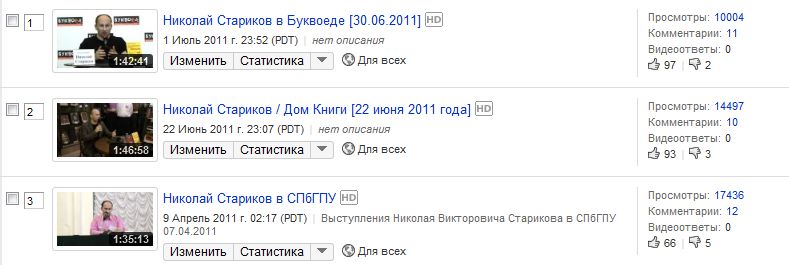 1
Николай Стариков в Буквоеде [30.06.2011] HD
1 Июль 2011 г. 23:52 (PDT) | нет описания
Изменить Статистика Для всех
1:42:41
Просмотры: 10004
Комментарии: 11
Видеоответы: 0
97 | 2
2
Николай Стариков / Дом Книги [22 июня 2011 года] HD
22 Июнь 2011 г. 23:07 (PDT) | нет описания
Изменить Статистика Для всех
1:46:58
Просмотры: 14497
Комментарии: 10
Видеоответы: 0
93 | 3
3
Николай Стариков в СПбГПУ HD
9 Апрель 2011 г. 02:17 (PDT) | Выступления Николая Викторовича Старикова в СПбГПУ
07.04.2011
Изменить Статистика Для всех
1:35:13
Просмотры: 17436
Комментарии: 12
Видеоответы: 0
66 | 5